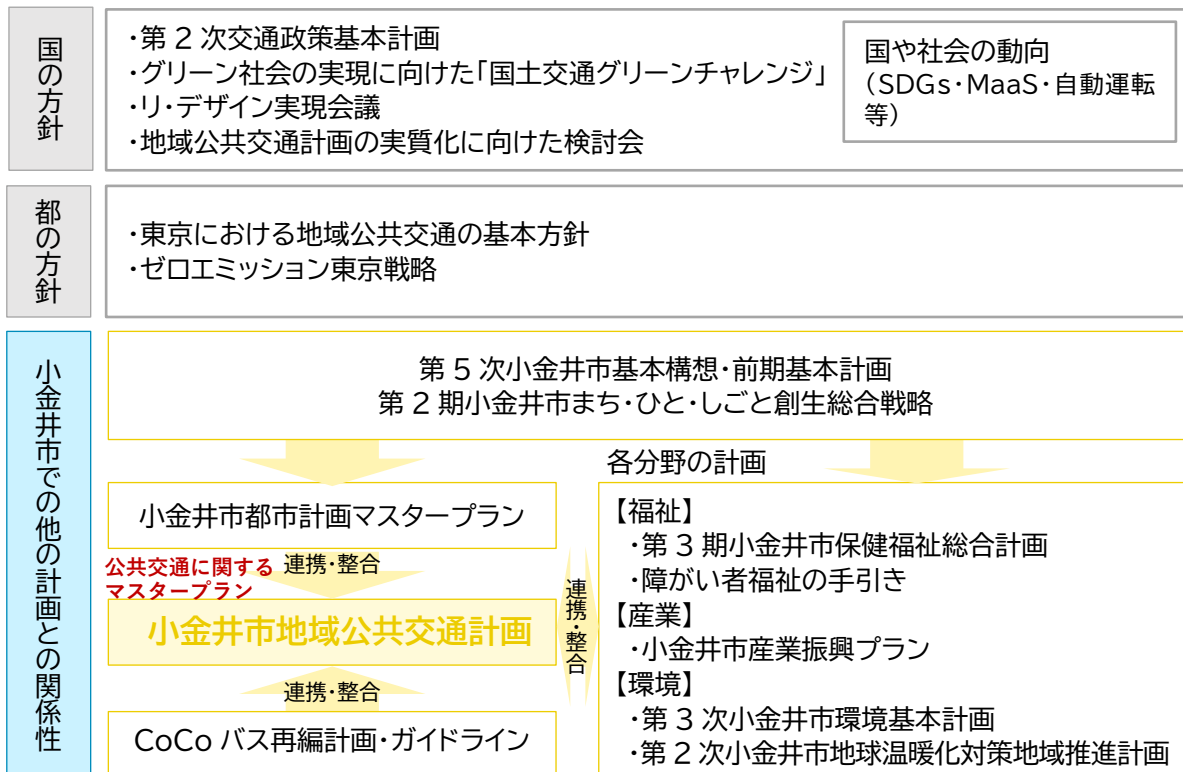 国の方針
・第2次交通政策基本計画
・グリーン社会の実現に向けた「国土交通グリーンチャレンジ」
・リ・デザイン実現会議
・地域公共交通計画の実質化に向けた検討会
国や社会の動向
(SDGs・MaaS・自動運転
等)
都の方針
・東京における地域公共交通の基本方針
・ゼロエミッション東京戦略
小金井市での他の計画との関係性
第5次小金井市基本構想・前期基本計画
第2期小金井市まち・ひと・しごと創生総合戦略
小金井市都市計画マスタープラン
連携・整合
公共交通に関する
マスタープラン
小金井市地域公共交通計画
連携・整合
CoCoバス再編計画・ガイドライン
連携・整合
各分野の計画
【福祉】
・第3期小金井市保健福祉総合計画
・障がい者福祉の手引き
【産業】
・小金井市産業振興プラン
【環境】
・第3次小金井市環境基本計画
・第2次小金井市地球温暖化対策地域推進計画